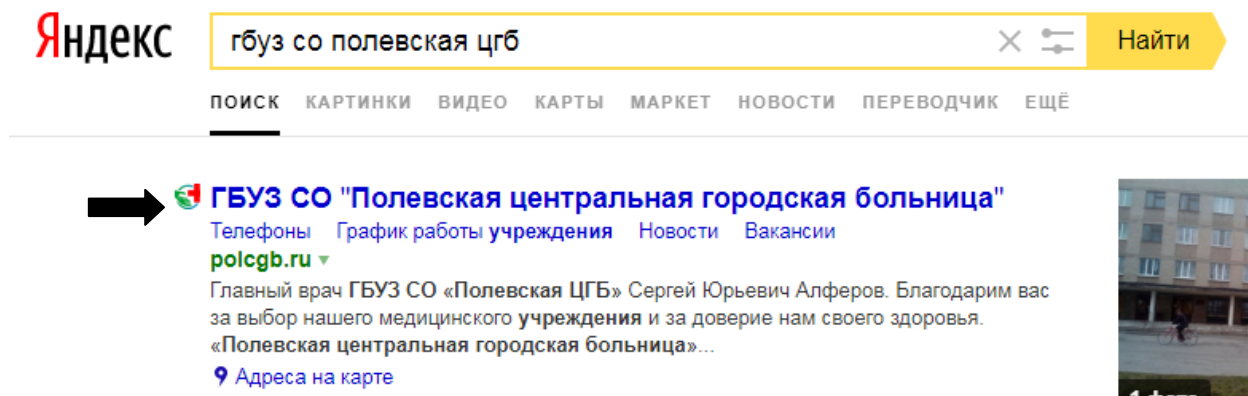 Яндекс
гбуз со полевская цгб
Найти
ПОИСК КАРТИНКИ ВИДЕО КАРТЫ МАРКЕТ НОВОСТИ ПЕРЕВОДЧИК ЕЩЁ
ГБУЗ СО "Полевская центральная городская больница"
Телефоны График работы учреждения Новости Вакансии
polcgb.ru
Главный врач ГБУЗ СО «Полевская ЦГБ» Сергей Юрьевич Алферов. Благодарим вас
за выбор нашего медицинского учреждения и за доверие нам своего здоровья.
«Полевская центральная городская больница»...
Адреса на карте